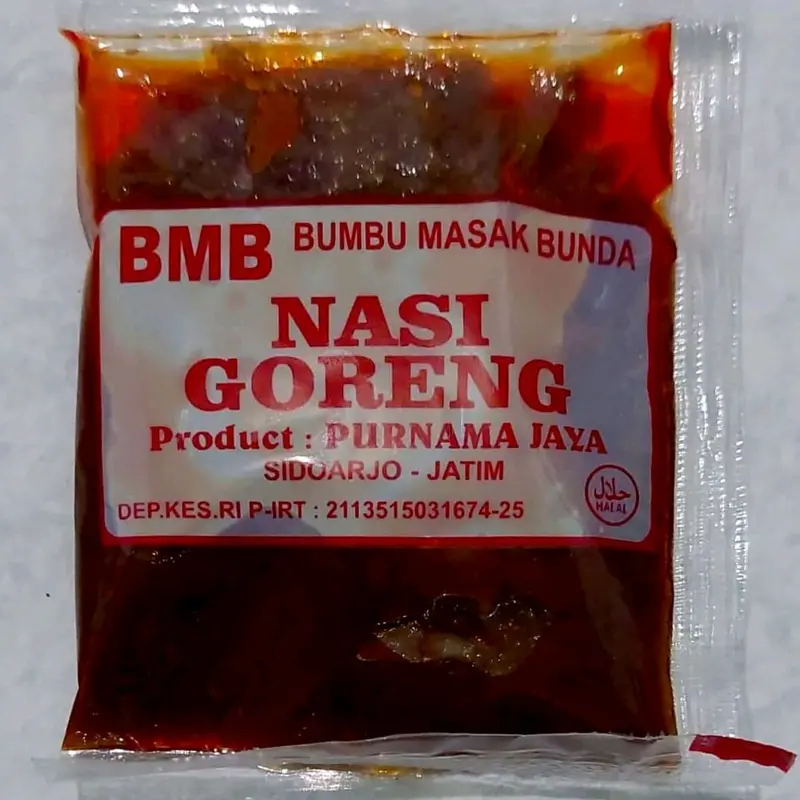 BMB BUMBU MASAK BUNDA
NASI
GORENG
Product : PURNAMA JAYA
SIDOARJO - JATIM
DEP.KES.RI P-IRT : 2113515031674-25
حلال
HALAL